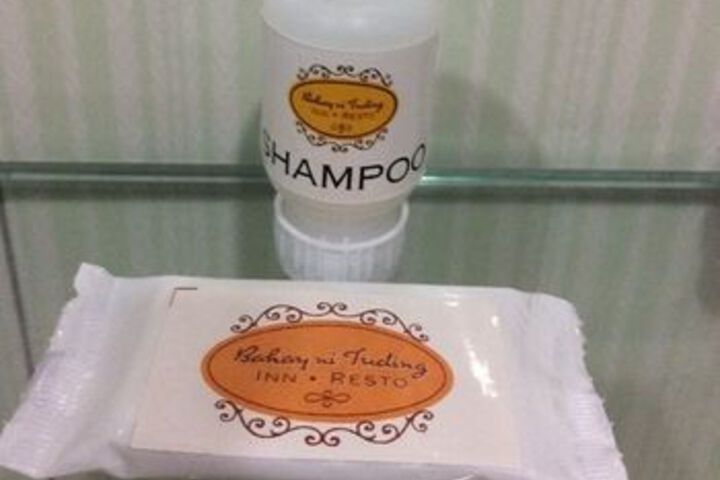 Bahay ni Tuding
INN • RESTO
SHAMPOO
Bahay ni Tuding
INN • RESTO